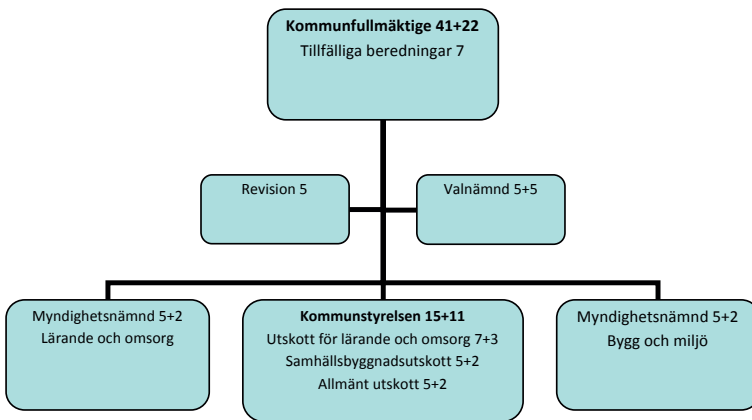 Kommunfullmäktige 41+22
Tillfälliga beredningar 7
Revision 5
Valnämnd 5+5
Myndighetsnämnd 5+2
Lärande och omsorg
Kommunstyrelsen 15+11
Utskott för lärande och omsorg 7+3
Samhällsbyggnadsutskott 5+2
Allmänt utskott 5+2
Myndighetsnämnd 5+2
Bygg och miljö